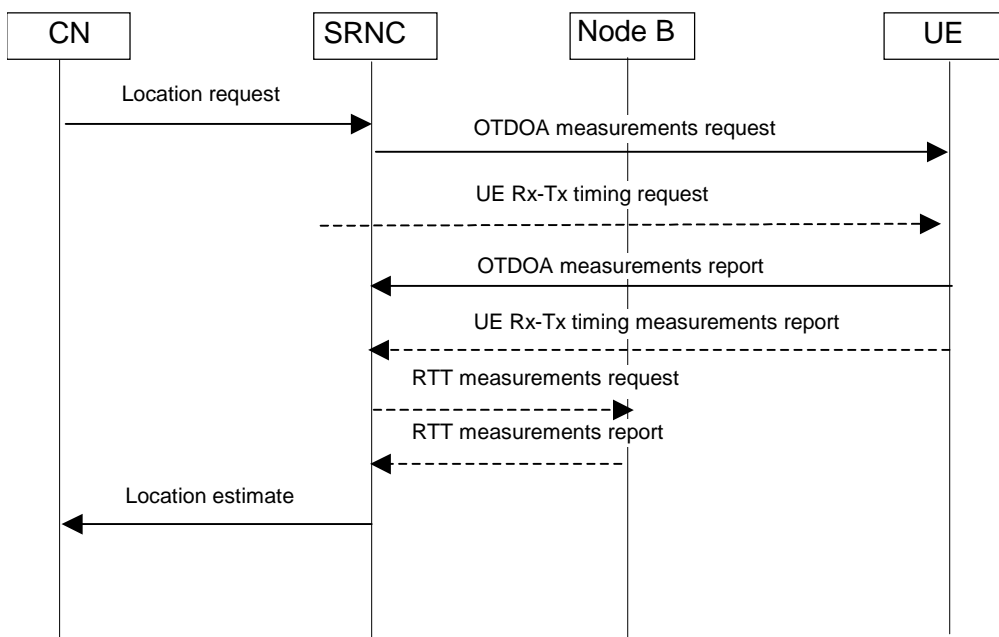 CN
SRNC
Node B
UE
Location request
OTDOA measurements request
UE Rx-Tx timing request
OTDOA measurements report
UE Rx-Tx timing measurements report
RTT measurements request
RTT measurements report
Location estimate